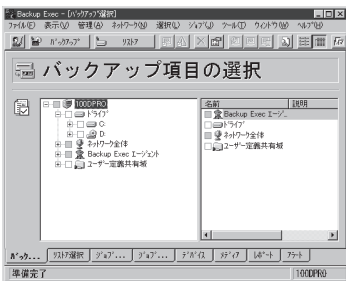 Backup Exec - [ﾊﾞｯｸｱｯﾌﾟ選択]
ﾌｧｲﾙ(F) 表示(V) 管理(A) ﾈｯﾄﾜｰｸ(N) 選択(L) ｼﾞｮﾌﾞ(J) ﾂｰﾙ(T) ｳｨﾝﾄﾞｳ(W) ﾍﾙﾌﾟ(H)
ﾊﾞｯｸｱｯﾌﾟ ﾘｽﾄｱ
バックアップ項目の選択
100DPRO
ﾄﾞﾗｲﾌﾞ
C:
D:
ﾈｯﾄﾜｰｸ全体
Backup Exec ｴｰｼﾞｪﾝﾄ
ﾕｰｻﾞｰ定義共有域
名前 説明
Backup Exec ｴｰｼﾞ...
ﾄﾞﾗｲﾌﾞ
ﾈｯﾄﾜｰｸ全体
ﾕｰｻﾞｰ定義共有域
ﾊﾞｯｸ... ﾘｽﾄｱ選択 ｼﾞｮﾌﾞ... ｼﾞｮﾌﾞ... ﾃﾞﾊﾞｲｽ ﾒﾃﾞｨｱ ﾚﾎﾟｰﾄ ｱﾗｰﾄ
準備完了 100DPRO